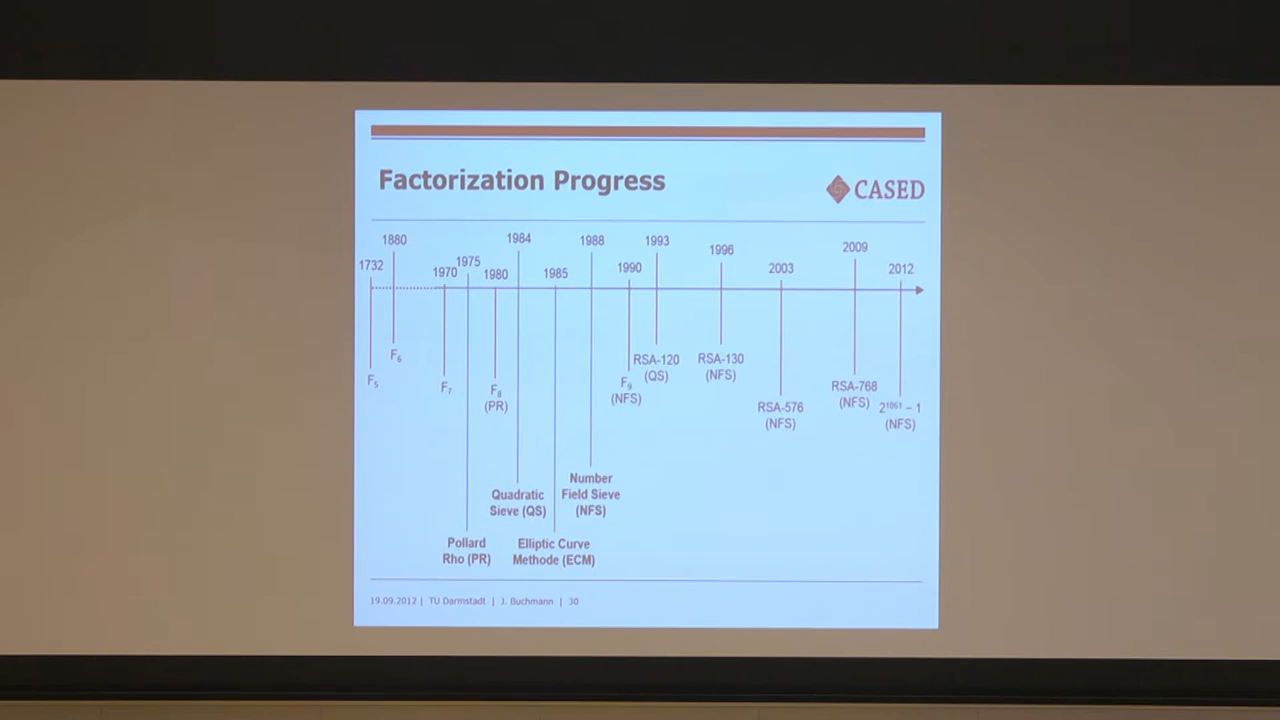 Factorization Progress
CASED
1732
1880
1970
1975
1980
1984
1985
1988
1990
1993
1996
2003
2009
2012
F₅
F₆
F₇
F₈
(PR)
F₉
(NFS)
RSA-120
(QS)
RSA-130
(NFS)
RSA-576
(NFS)
RSA-768
(NFS)
2¹⁰⁶¹ – 1
(NFS)
Quadratic
Sieve (QS)
Number
Field Sieve
(NFS)
Pollard
Rho (PR)
Elliptic Curve
Methode (ECM)
19.09.2012 | TU Darmstadt | J. Buchmann | 30